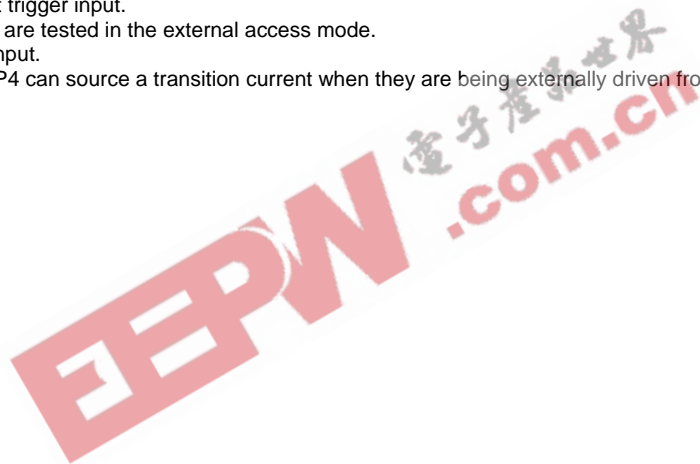 t trigger input.
are tested in the external access mode.
nput.
P4 can source a transition current when they are being externally driven fro
電子產品世界
.com.cn
EEPW